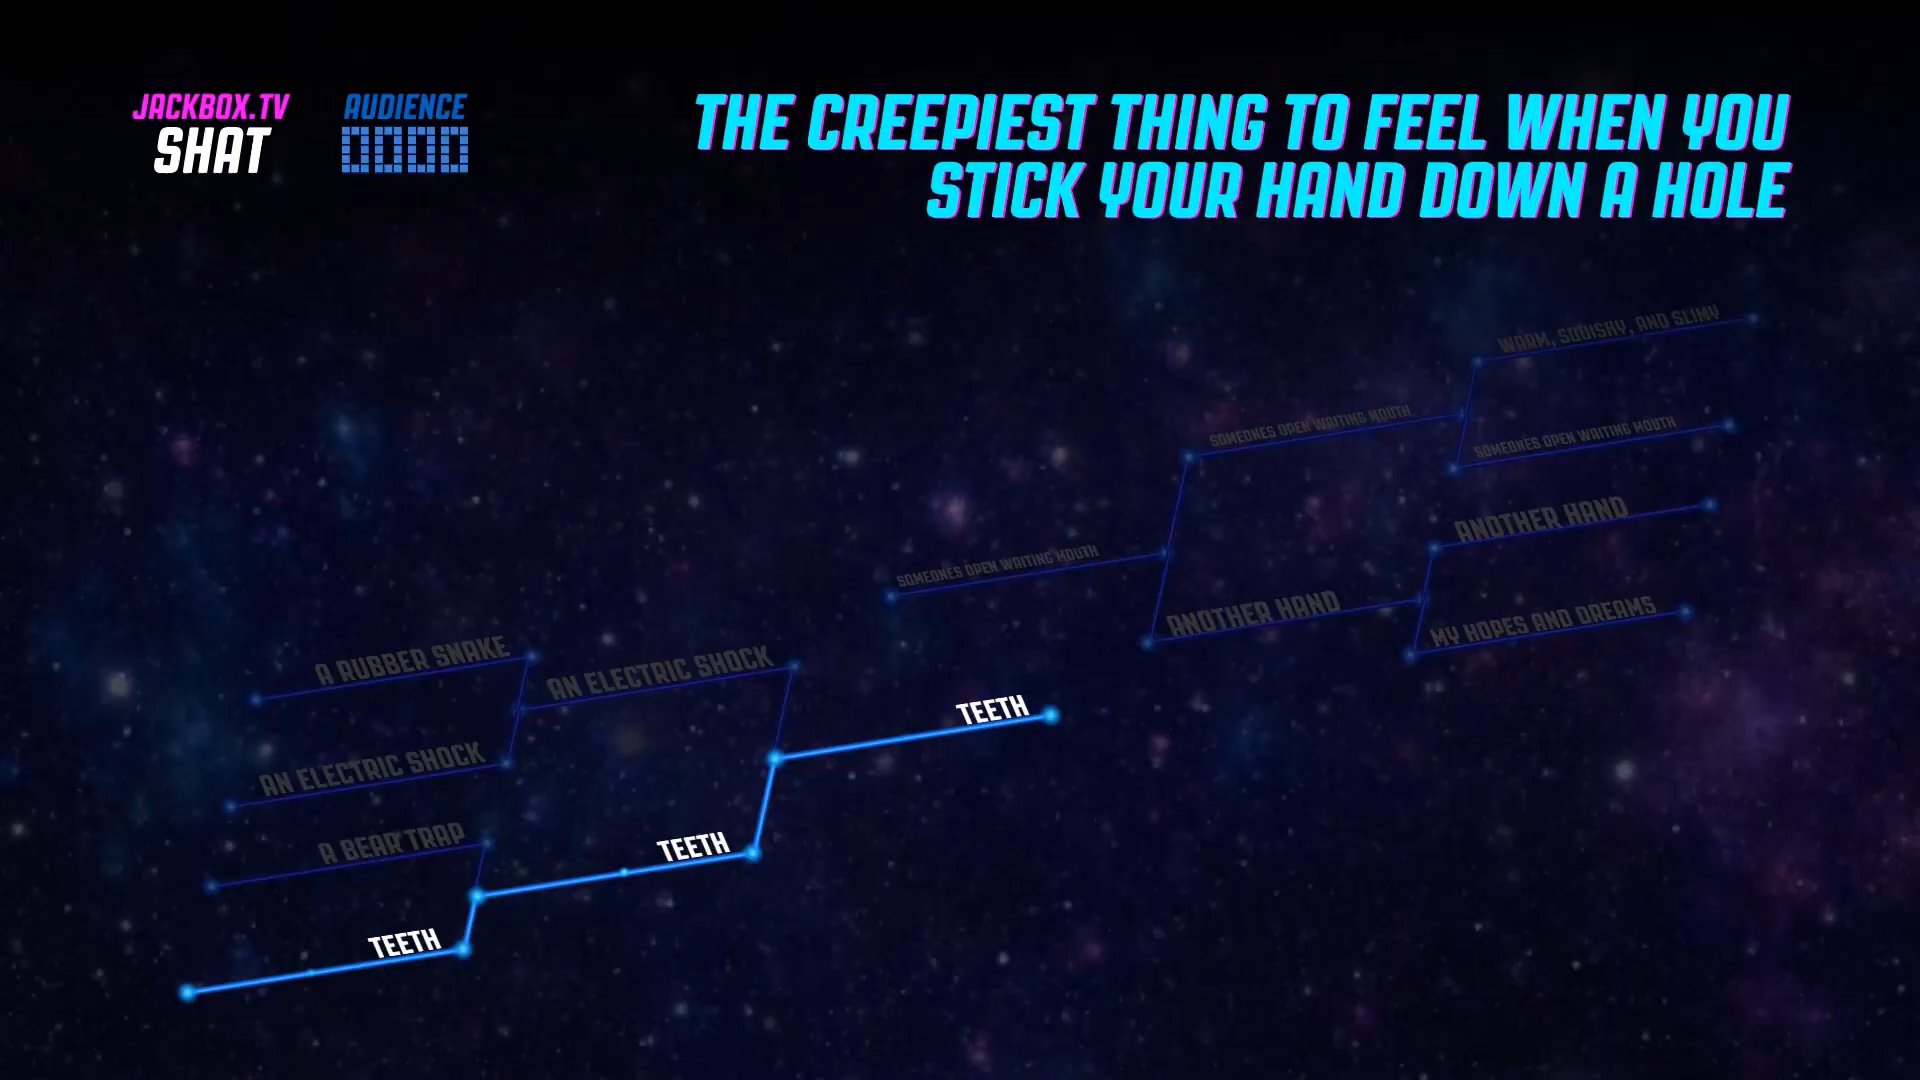 JACKBOX.TV
SHAT
AUDIENCE
THE CREEPIEST THING TO FEEL WHEN YOU
STICK YOUR HAND DOWN A HOLE
A RUBBER SNAKE
AN ELECTRIC SHOCK
A BEAR TRAP
TEETH
AN ELECTRIC SHOCK
TEETH
TEETH
SOMEONES OPEN WAITING MOUTH
SOMEONES OPEN WAITING MOUTH
ANOTHER HAND
WARM, SQUISHY, AND SLIMY
SOMEONES OPEN WAITING MOUTH
ANOTHER HAND
MY HOPES AND DREAMS